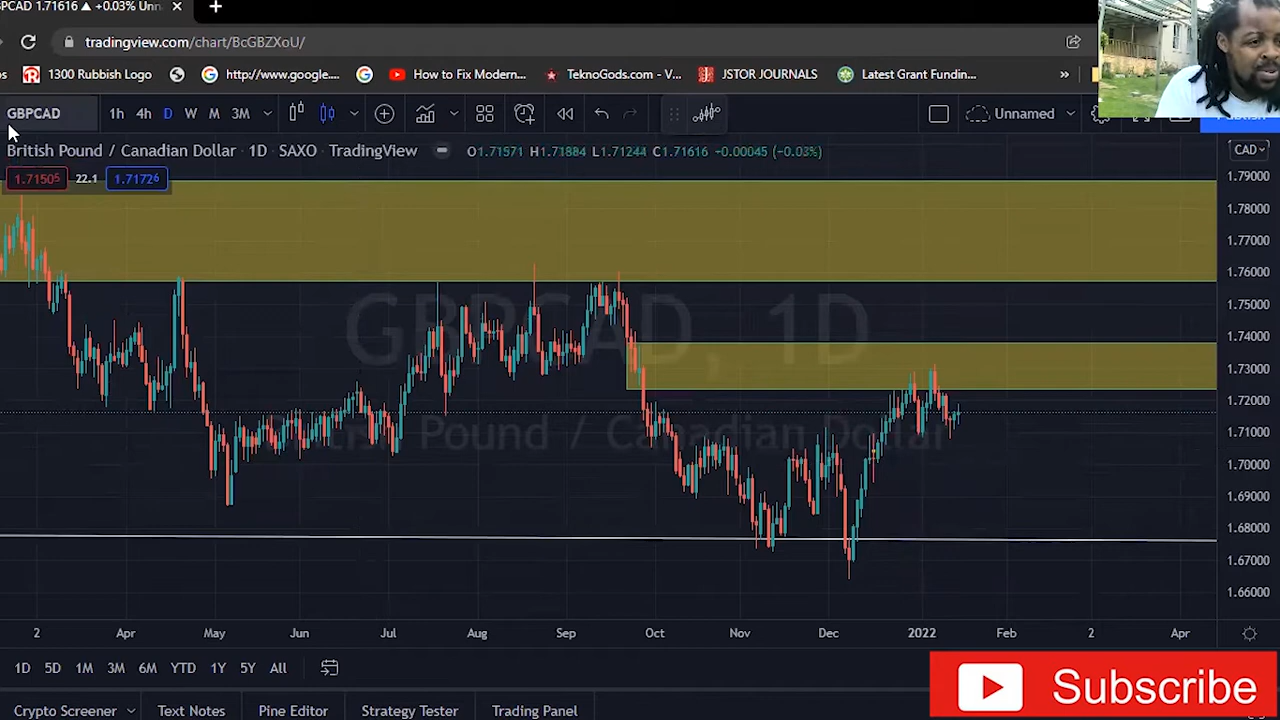 PCAD 1.71616 ▲ +0.03% Unn
tradingview.com/chart/BcGBZXoU/
1300 Rubbish Logo
http://www.google....
How to Fix Modern...
TeknoGods.com - V...
JSTOR JOURNALS
Latest Grant Fundin...
»
GBPCAD
1h 4h D W M 3M
Unnamed
British Pound / Canadian Dollar · 1D · SAXO · TradingView
O1.71571 H1.71884 L1.71244 C1.71616 +0.00045 (+0.03%)
CAD
1.71505 22.1 1.71726
1.79000
1.78000
1.77000
1.76000
1.75000
1.74000
1.73000
1.72000
1.71000
1.70000
1.69000
1.68000
1.67000
1.66000
GBPCAD, 1D
British Pound / Canadian Dollar
2 Apr May Jun Jul Aug Sep Oct Nov Dec 2022 Feb 2 Apr
1D 5D 1M 3M 6M YTD 1Y 5Y All
Subscribe
Crypto Screener Text Notes Pine Editor Strategy Tester Trading Panel